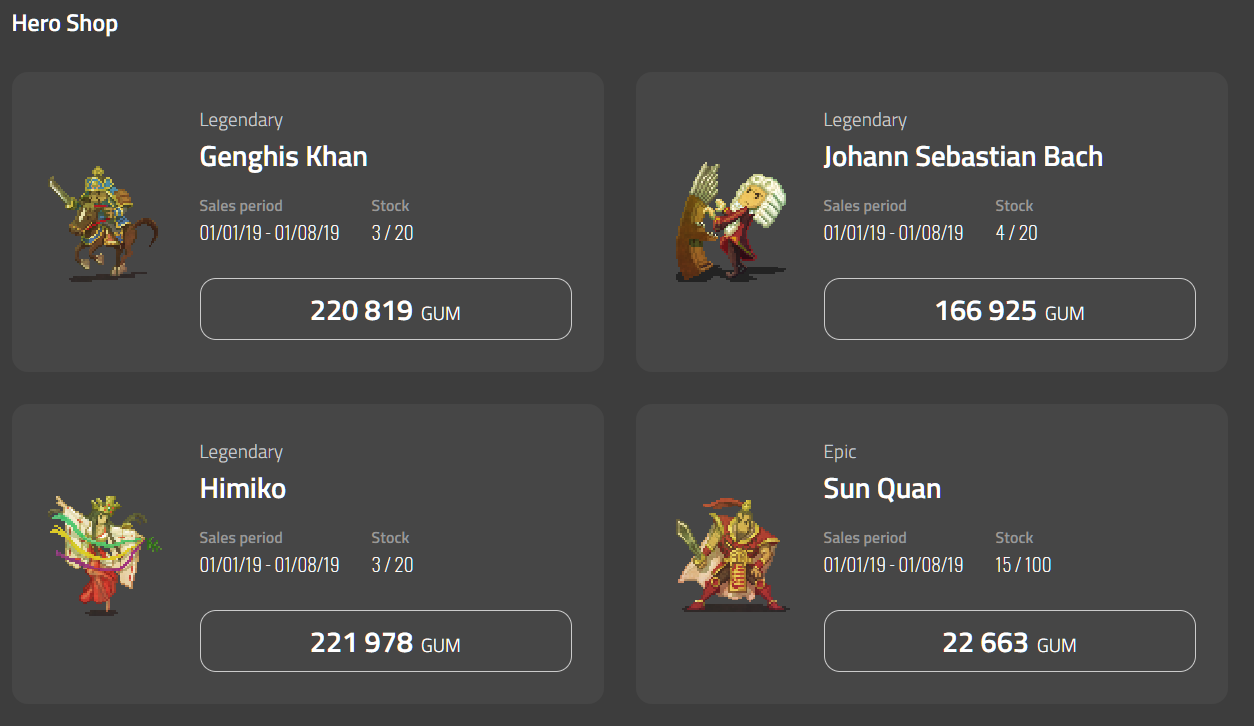 Hero Shop
Legendary
Genghis Khan
Sales period
Stock
01/01/19 - 01/08/19
3 / 20
220 819 GUM
Legendary
Johann Sebastian Bach
Sales period
Stock
01/01/19 - 01/08/19
4 / 20
166 925 GUM
Legendary
Himiko
Sales period
Stock
01/01/19 - 01/08/19
3 / 20
221 978 GUM
Epic
Sun Quan
Sales period
Stock
01/01/19 - 01/08/19
15 / 100
22 663 GUM